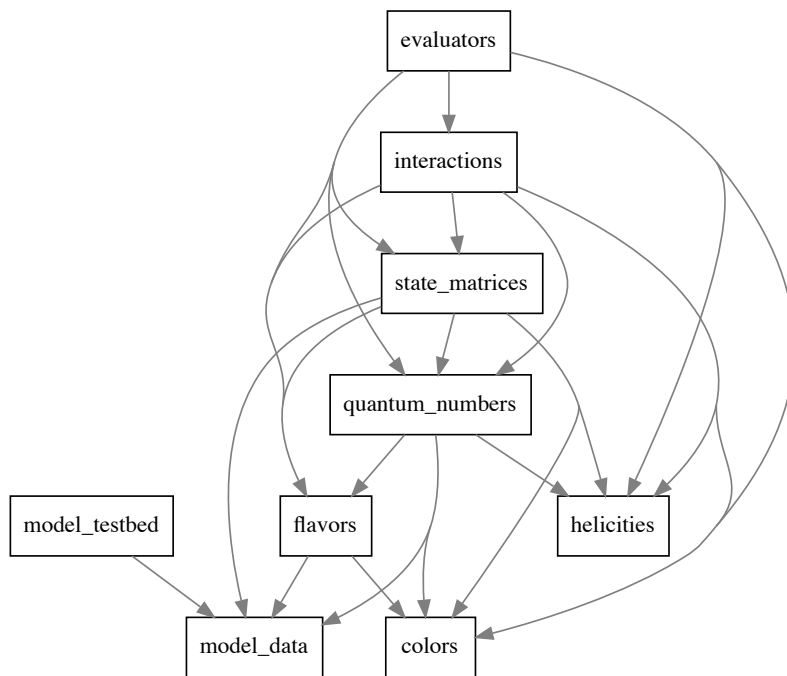 evaluators
interactions
state_matrices
quantum_numbers
model_testbed
flavors
helicities
model_data
colors